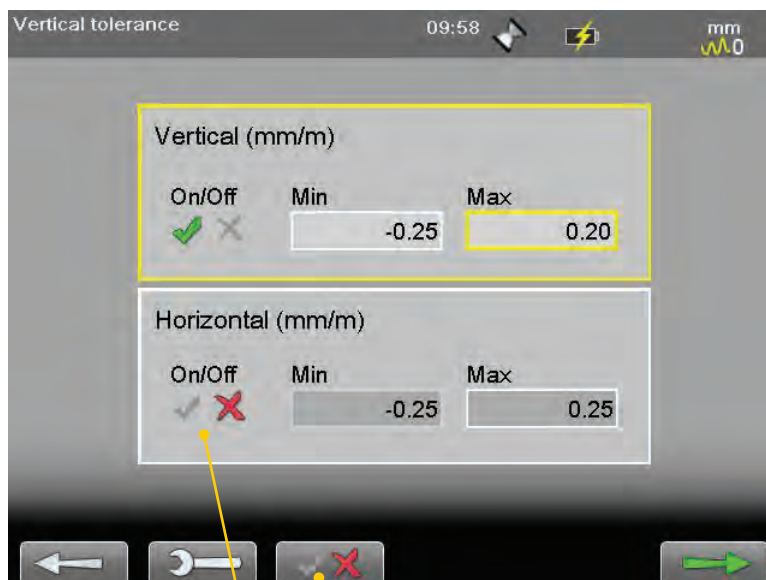 Vertical tolerance 09:58 mm
0
Vertical (mm/m)
On/Off Min Max
-0.25 0.20
Horizontal (mm/m)
On/Off Min Max
-0.25 0.25